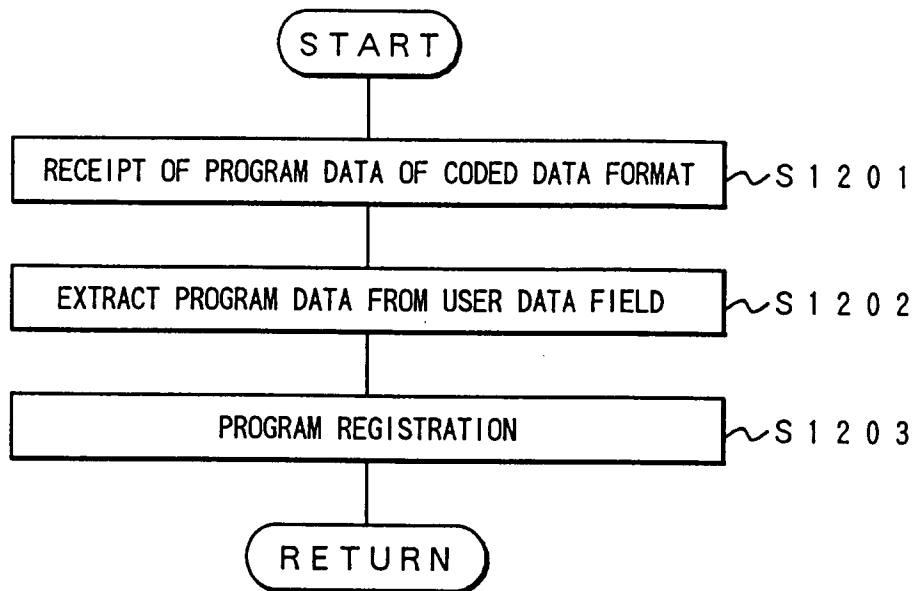 START
RECEIPT OF PROGRAM DATA OF CODED DATA FORMAT S1201
EXTRACT PROGRAM DATA FROM USER DATA FIELD S1202
PROGRAM REGISTRATION S1203
RETURN